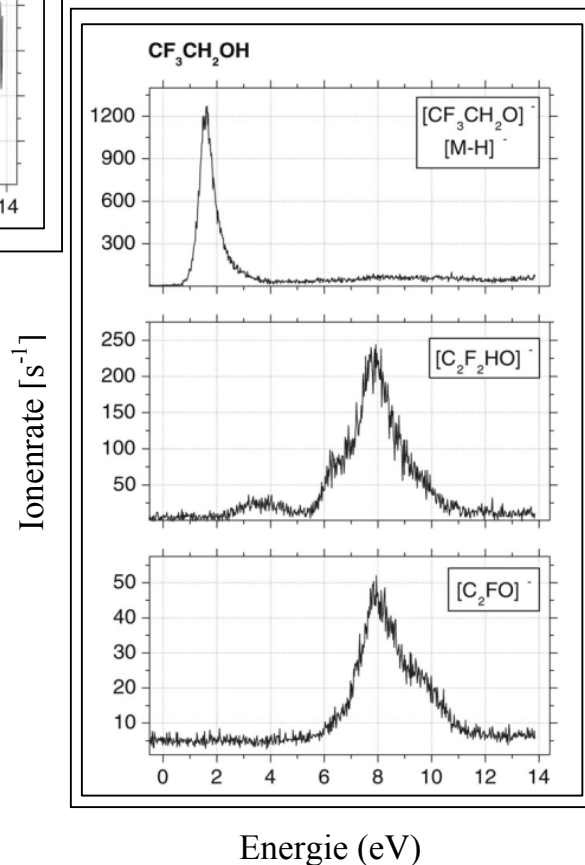 14
CF₃CH₂OH
1200
900
600
300
[CF₃CH₂O]⁻
[M-H]⁻
250
200
150
100
50
[C₂F₂HO]⁻
50
40
30
20
10
[C₂FO]⁻
0 2 4 6 8 10 12 14
Ionenrate [s⁻¹]
Energie (eV)